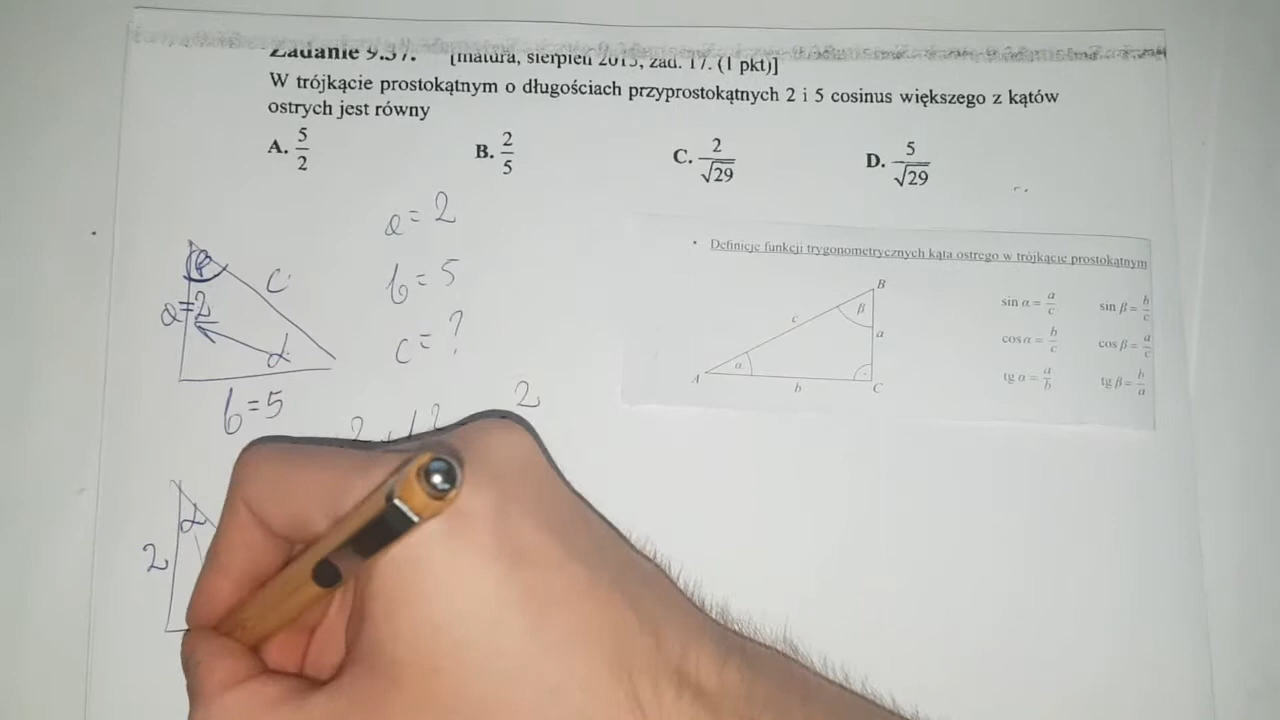 Zadanie 9.37. [matura, sierpień 2015, zad. 17. (1 pkt)]
W trójkącie prostokątnym o długościach przyprostokątnych 2 i 5 cosinus większego z kątów
ostrych jest równy
A. 5/2 B. 2/5 C. 2/√29 D. 5/√29
a=2
b=5
c=?
β
c
a=2
α
b=5
2 2 2
α
2
• Definicje funkcji trygonometrycznych kąta ostrego w trójkącie prostokątnym
B
β
c
a
α
A
b
C
sin α = a/c sin β = b/c
cos α = b/c cos β = a/c
tg α = a/b tg β = b/a